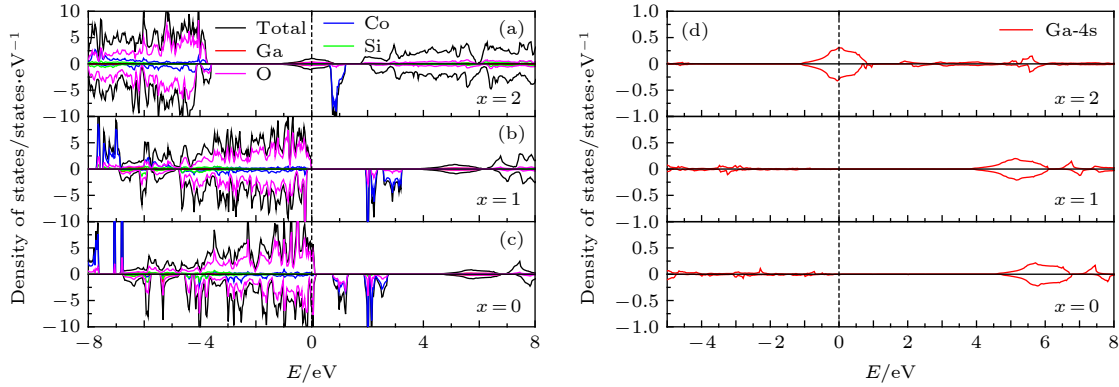 Density of states/states·eV⁻¹
10
5
0
−5
−10
5
0
−5
−10
5
0
−5
−10
Total
Ga
O
Co
Si
(a)
x=2
(b)
x=1
(c)
x=0
−8
−4
0
4
8
E/eV
Density of states/states·eV⁻¹
1.0
0.5
0
−0.5
−1.0
0.5
0
−0.5
−1.0
0.5
0
−0.5
−1.0
(d)
Ga-4s
x=2
x=1
x=0
−4
−2
0
2
4
6
8
E/eV